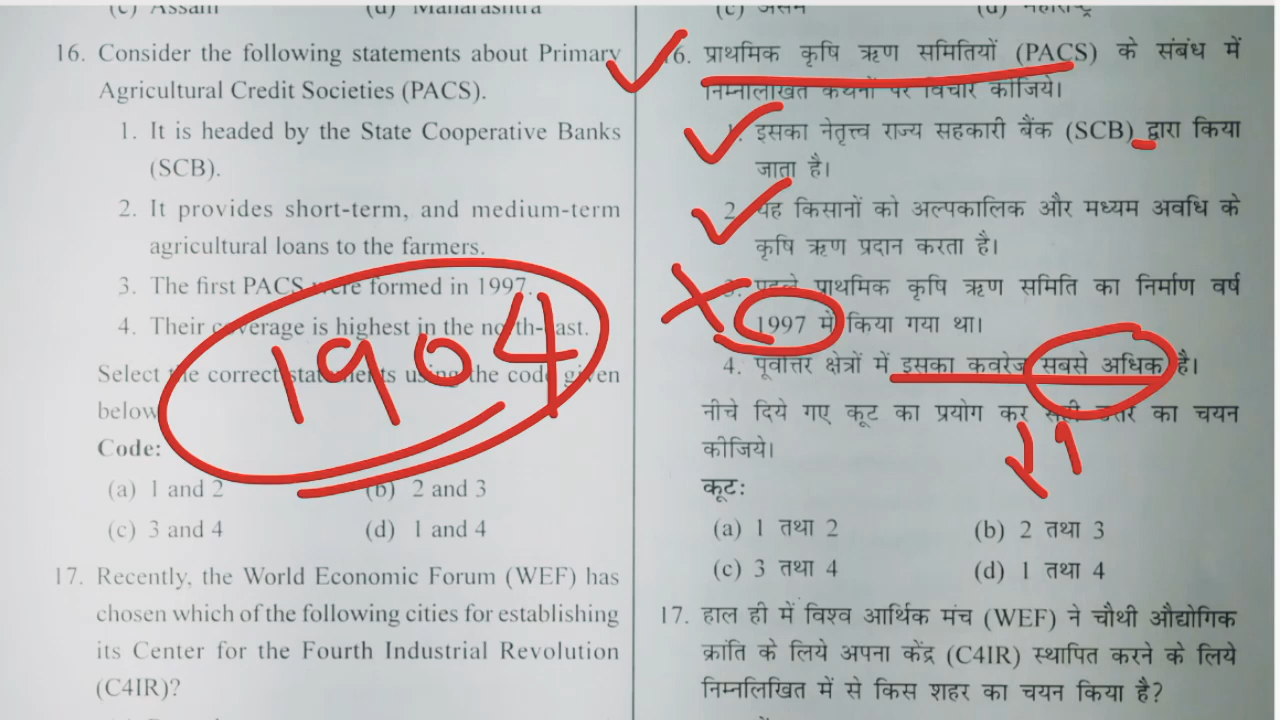 (c) Assam (d) Maharashtra
16. Consider the following statements about Primary
Agricultural Credit Societies (PACS).
1. It is headed by the State Cooperative Banks
(SCB).
2. It provides short-term, and medium-term
agricultural loans to the farmers.
3. The first PACS were formed in 1997.
4. Their coverage is highest in the north-east.
1904
Select the correct statements using the code given
below
Code:
(a) 1 and 2 (b) 2 and 3
(c) 3 and 4 (d) 1 and 4
17. Recently, the World Economic Forum (WEF) has
chosen which of the following cities for establishing
its Center for the Fourth Industrial Revolution
(C4IR)?
(c) असम (d) महाराष्ट्र
16. प्राथमिक कृषि ऋण समितियों (PACS) के संबंध में
निम्नलिखित कथनों पर विचार कीजिये।
1. इसका नेतृत्त्व राज्य सहकारी बैंक (SCB) द्वारा किया
जाता है।
2. यह किसानों को अल्पकालिक और मध्यम अवधि के
कृषि ऋण प्रदान करता है।
3. पहले प्राथमिक कृषि ऋण समिति का निर्माण वर्ष
1997 में किया गया था।
4. पूर्वोत्तर क्षेत्रों में इसका कवरेज सबसे अधिक है।
नीचे दिये गए कूट का प्रयोग कर सही उत्तर का चयन
कीजिये।
कूट:
(a) 1 तथा 2 (b) 2 तथा 3
(c) 3 तथा 4 (d) 1 तथा 4
17. हाल ही में विश्व आर्थिक मंच (WEF) ने चौथी औद्योगिक
क्रांति के लिये अपना केंद्र (C4IR) स्थापित करने के लिये
निम्नलिखित में से किस शहर का चयन किया है?